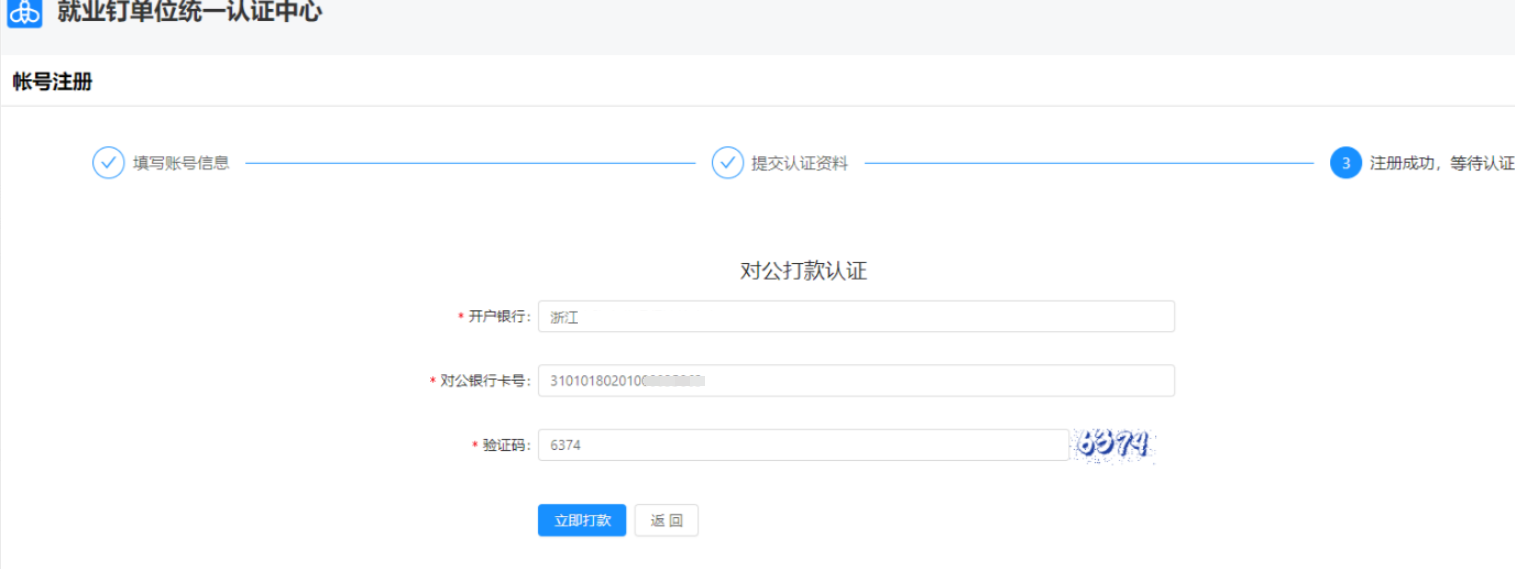 就业钉单位统一认证中心
帐号注册
填写账号信息
提交认证资料
3 注册成功，等待认证
对公打款认证
* 开户银行: 浙江
* 对公银行卡号: 310101802010
* 验证码: 6374 6374
立即打款 返 回